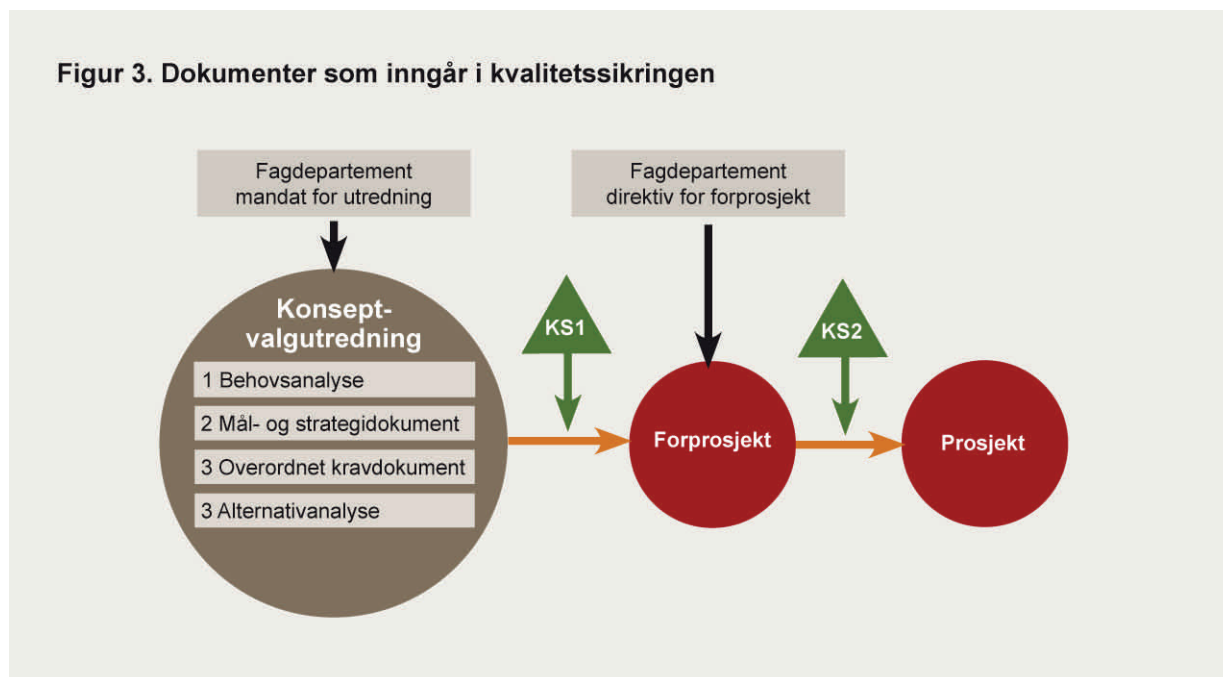 Figur 3. Dokumenter som inngår i kvalitetssikringen
Fagdepartement
mandat for utredning
Fagdepartement
direktiv for forprosjekt
Konsept-
valgutredning
1 Behovsanalyse
2 Mål- og strategidokument
3 Overordnet kravdokument
3 Alternativanalyse
KS1
Forprosjekt
KS2
Prosjekt